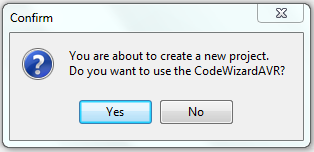 Confirm
You are about to create a new project.
Do you want to use the CodeWizardAVR?
Yes
No